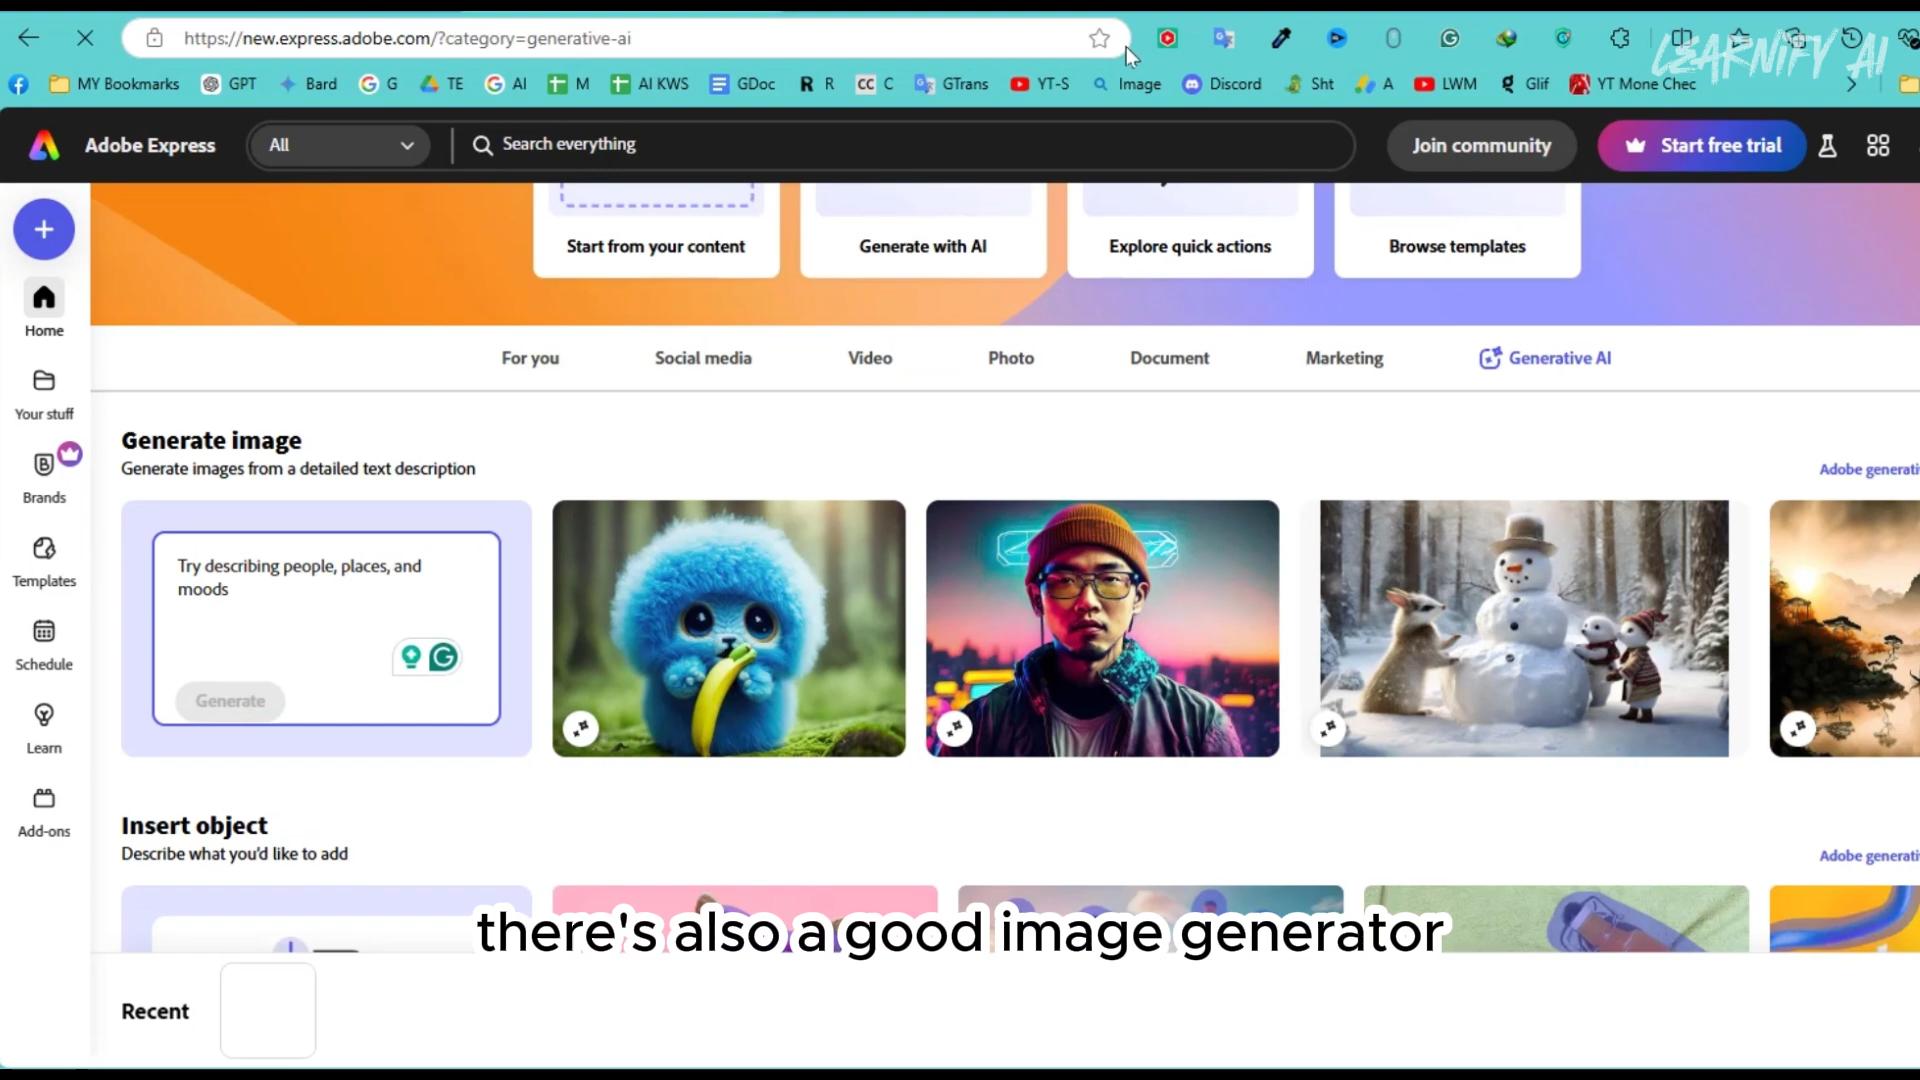 https://new.express.adobe.com/?category=generative-ai
LEARNIFY AI
MY Bookmarks GPT Bard G TE AI M AI KWS GDoc R CC C GTrans YT-S Image Discord Sht A LWM Glif YT Mone Chec
Adobe Express All Search everything Join community Start free trial
Start from your content Generate with AI Explore quick actions Browse templates
Home
For you Social media Video Photo Document Marketing Generative AI
Your stuff
Generate image
Generate images from a detailed text description
Adobe generati
Brands
Try describing people, places, and
moods
Templates
Schedule
Generate
Learn
Add-ons
Insert object
Describe what you'd like to add
Adobe generati
there's also a good image generator
Recent